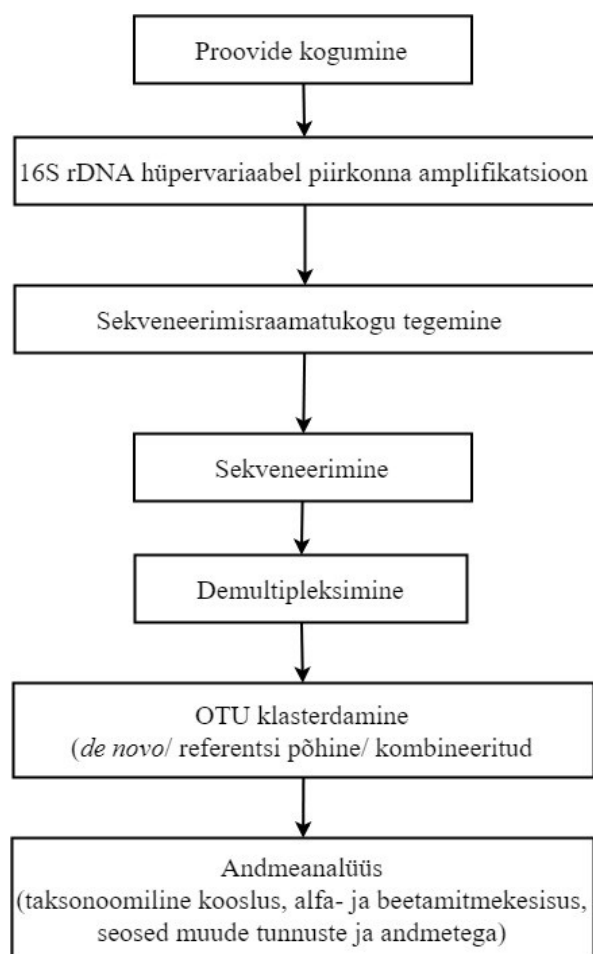 Proovide kogumine
16S rDNA hüpervariaabel piirkonna amplifikatsioon
Sekveneerimisraamatukogu tegemine
Sekveneerimine
Demultipleksimine
OTU klasterdamine
(de novo/ referentsi põhine/ kombineeritud
Andmeanalüüs
(taksonoomiline kooslus, alfa- ja beetamitmekesisus,
seosed muude tunnuste ja andmetega)